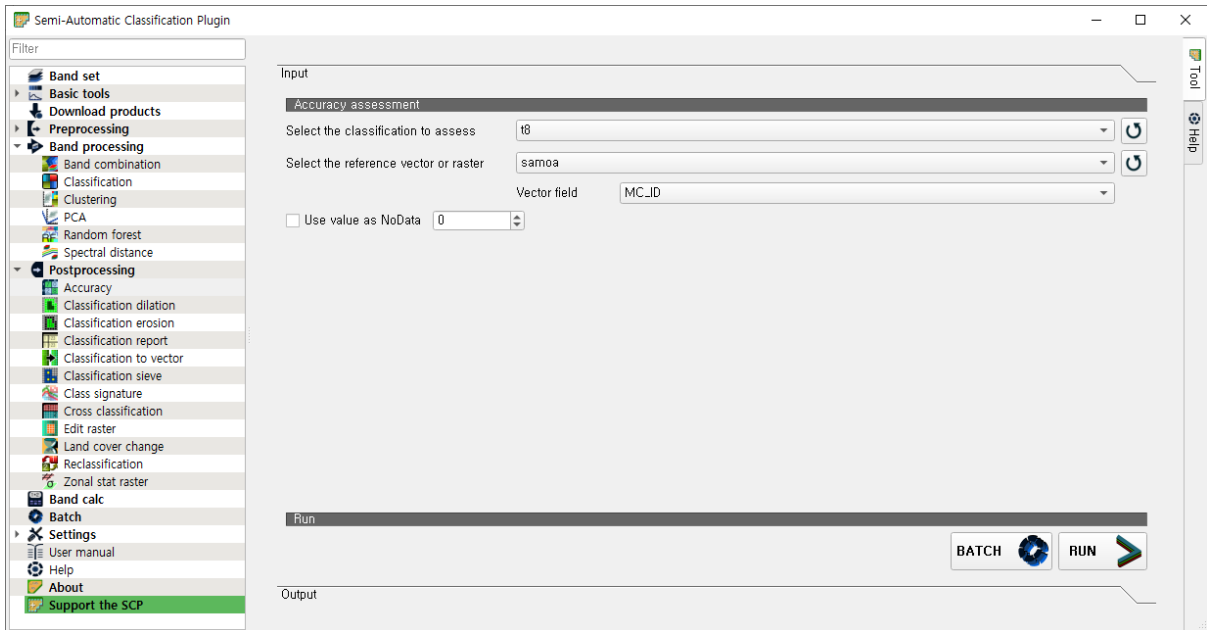 Semi-Automatic Classification Plugin
Filter
Band set
Basic tools
Download products
Preprocessing
Band processing
Band combination
Classification
Clustering
PCA
Random forest
Spectral distance
Postprocessing
Accuracy
Classification dilation
Classification erosion
Classification report
Classification to vector
Classification sieve
Class signature
Cross classification
Edit raster
Land cover change
Reclassification
Zonal stat raster
Band calc
Batch
Settings
User manual
Help
About
Support the SCP
Input
Accuracy assessment
Select the classification to assess t8
Select the reference vector or raster samoa
Vector field MC_ID
Use value as NoData 0
Run
BATCH RUN
Output
Tool
Help